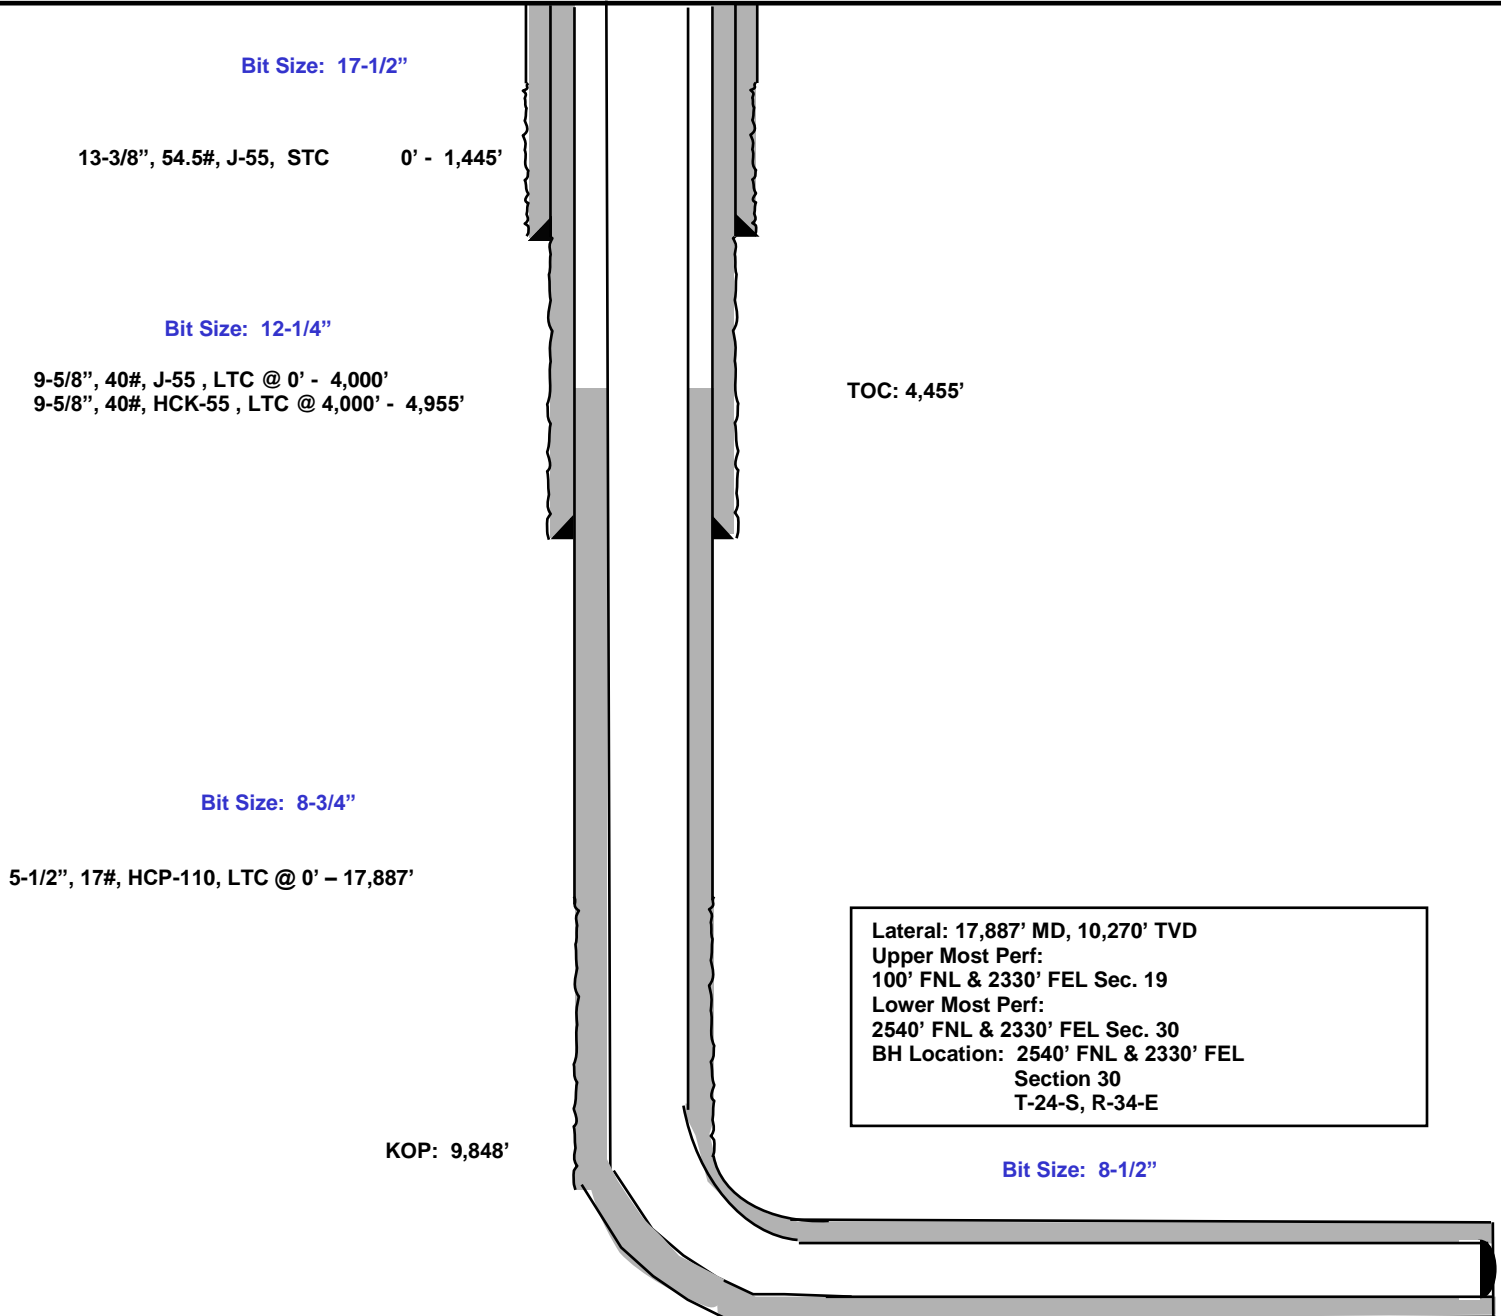 Bit Size: 17-1/2”
13-3/8”, 54.5#, J-55, STC 0’ - 1,445’
Bit Size: 12-1/4”
9-5/8”, 40#, J-55 , LTC @ 0’ - 4,000’
9-5/8”, 40#, HCK-55 , LTC @ 4,000’ - 4,955’
TOC: 4,455’
Bit Size: 8-3/4”
5-1/2”, 17#, HCP-110, LTC @ 0’ – 17,887’
Lateral: 17,887’ MD, 10,270’ TVD
Upper Most Perf:
100’ FNL & 2330’ FEL Sec. 19
Lower Most Perf:
2540’ FNL & 2330’ FEL Sec. 30
BH Location: 2540’ FNL & 2330’ FEL
Section 30
T-24-S, R-34-E
KOP: 9,848’
Bit Size: 8-1/2”